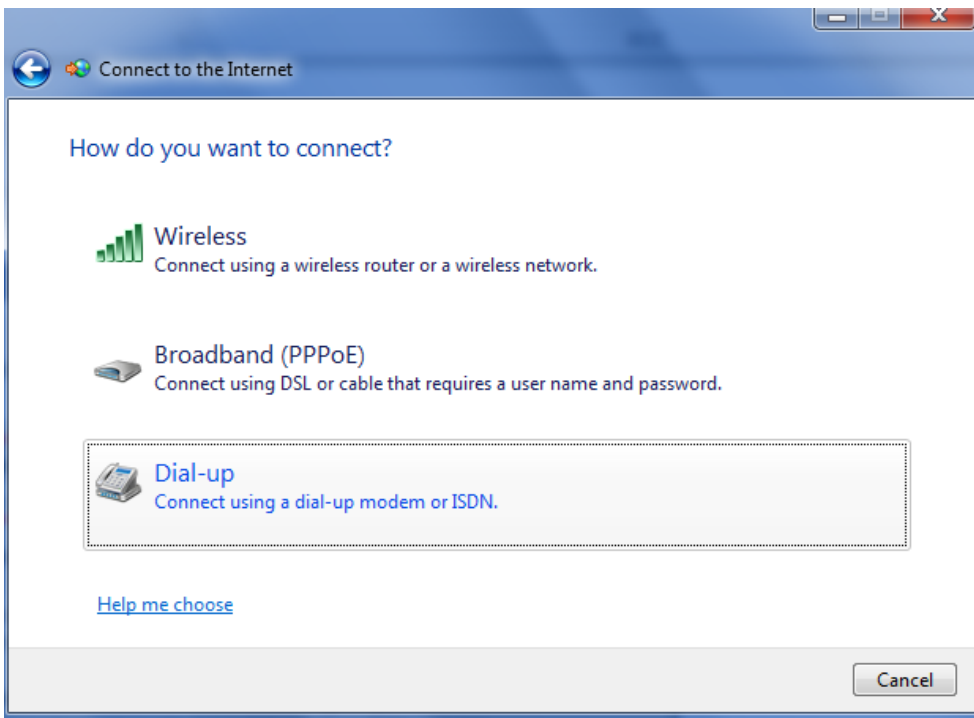 Connect to the Internet
How do you want to connect?
Wireless
Connect using a wireless router or a wireless network.
Broadband (PPPoE)
Connect using DSL or cable that requires a user name and password.
Dial-up
Connect using a dial-up modem or ISDN.
Help me choose
Cancel